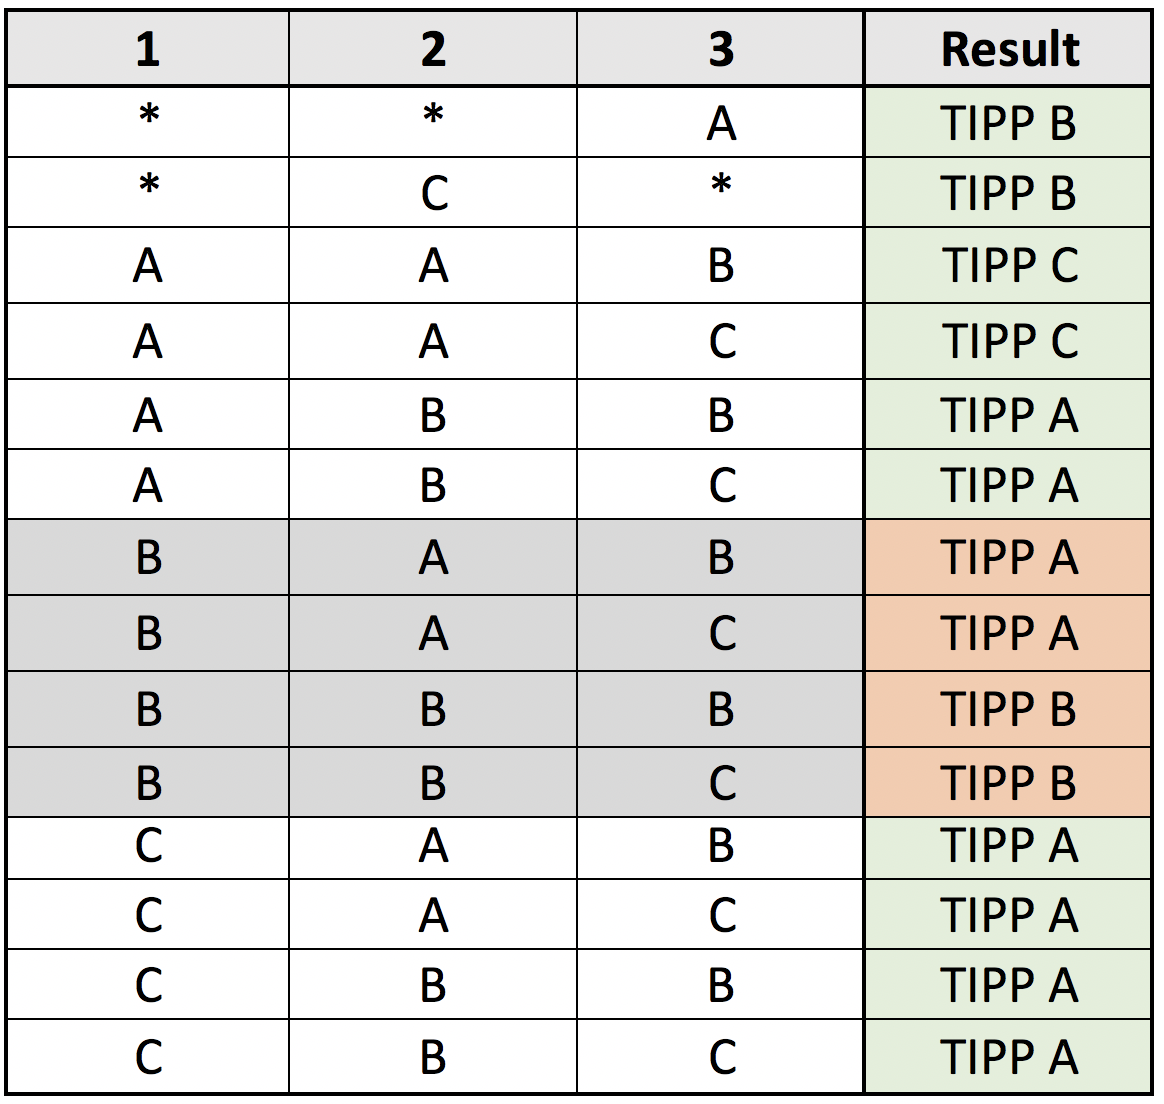 1 2 3 Result
* * A TIPP B
* C * TIPP B
A A B TIPP C
A A C TIPP C
A B B TIPP A
A B C TIPP A
B A B TIPP A
B A C TIPP A
B B B TIPP B
B B C TIPP B
C A B TIPP A
C A C TIPP A
C B B TIPP A
C B C TIPP A